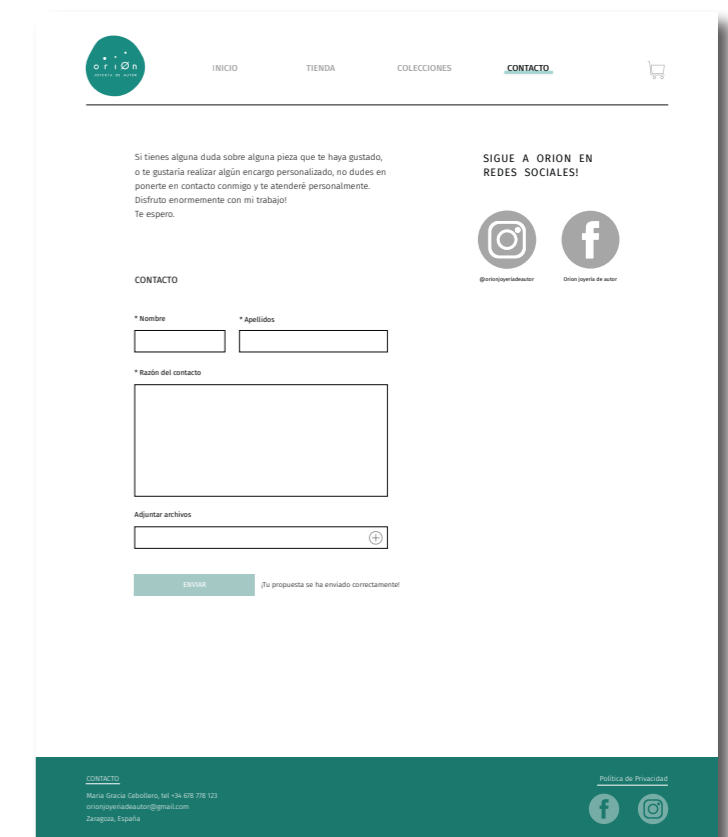 oriØn
JOYERÍA DE AUTOR
INICIO
TIENDA
COLECCIONES
CONTACTO
Si tienes alguna duda sobre alguna pieza que te haya gustado,
o te gustaría realizar algún encargo personalizado, no dudes en
ponerte en contacto conmigo y te atenderé personalmente.
Disfruto enormemente con mi trabajo!
Te espero.
SIGUE A ORION EN
REDES SOCIALES!
@orionjoyeriadeautor
Orion joyería de autor
CONTACTO
* Nombre
* Apellidos
* Razón del contacto
Adjuntar archivos
ENVIAR
¡Tu propuesta se ha enviado correctamente!
CONTACTO
Maria Gracia Cebollero, tel +34 678 778 123
orionjoyeriadeautor@gmail.com
Zaragoza, España
Política de Privacidad